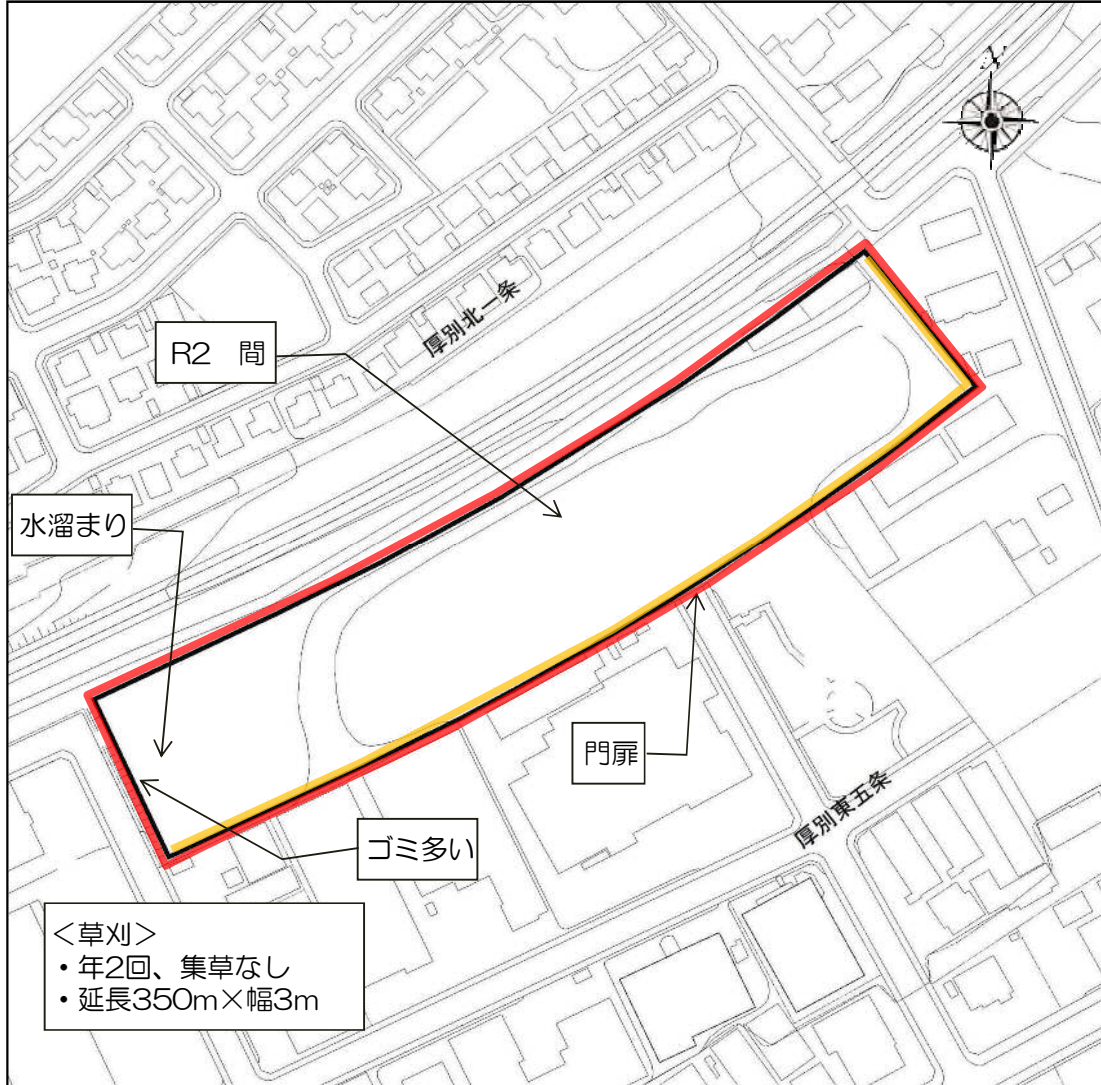 N
厚別北一条
R2 間
水溜まり
門扉
厚別東五条
ゴミ多い
＜草刈＞
・年2回、集草なし
・延長350m×幅3m